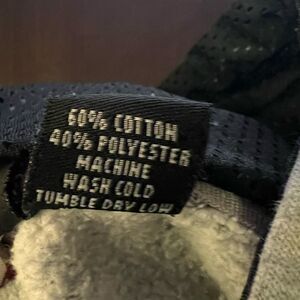 60% COTTON
40% POLYESTER
MACHINE
WASH COLD
TUMBLE DRY LOW